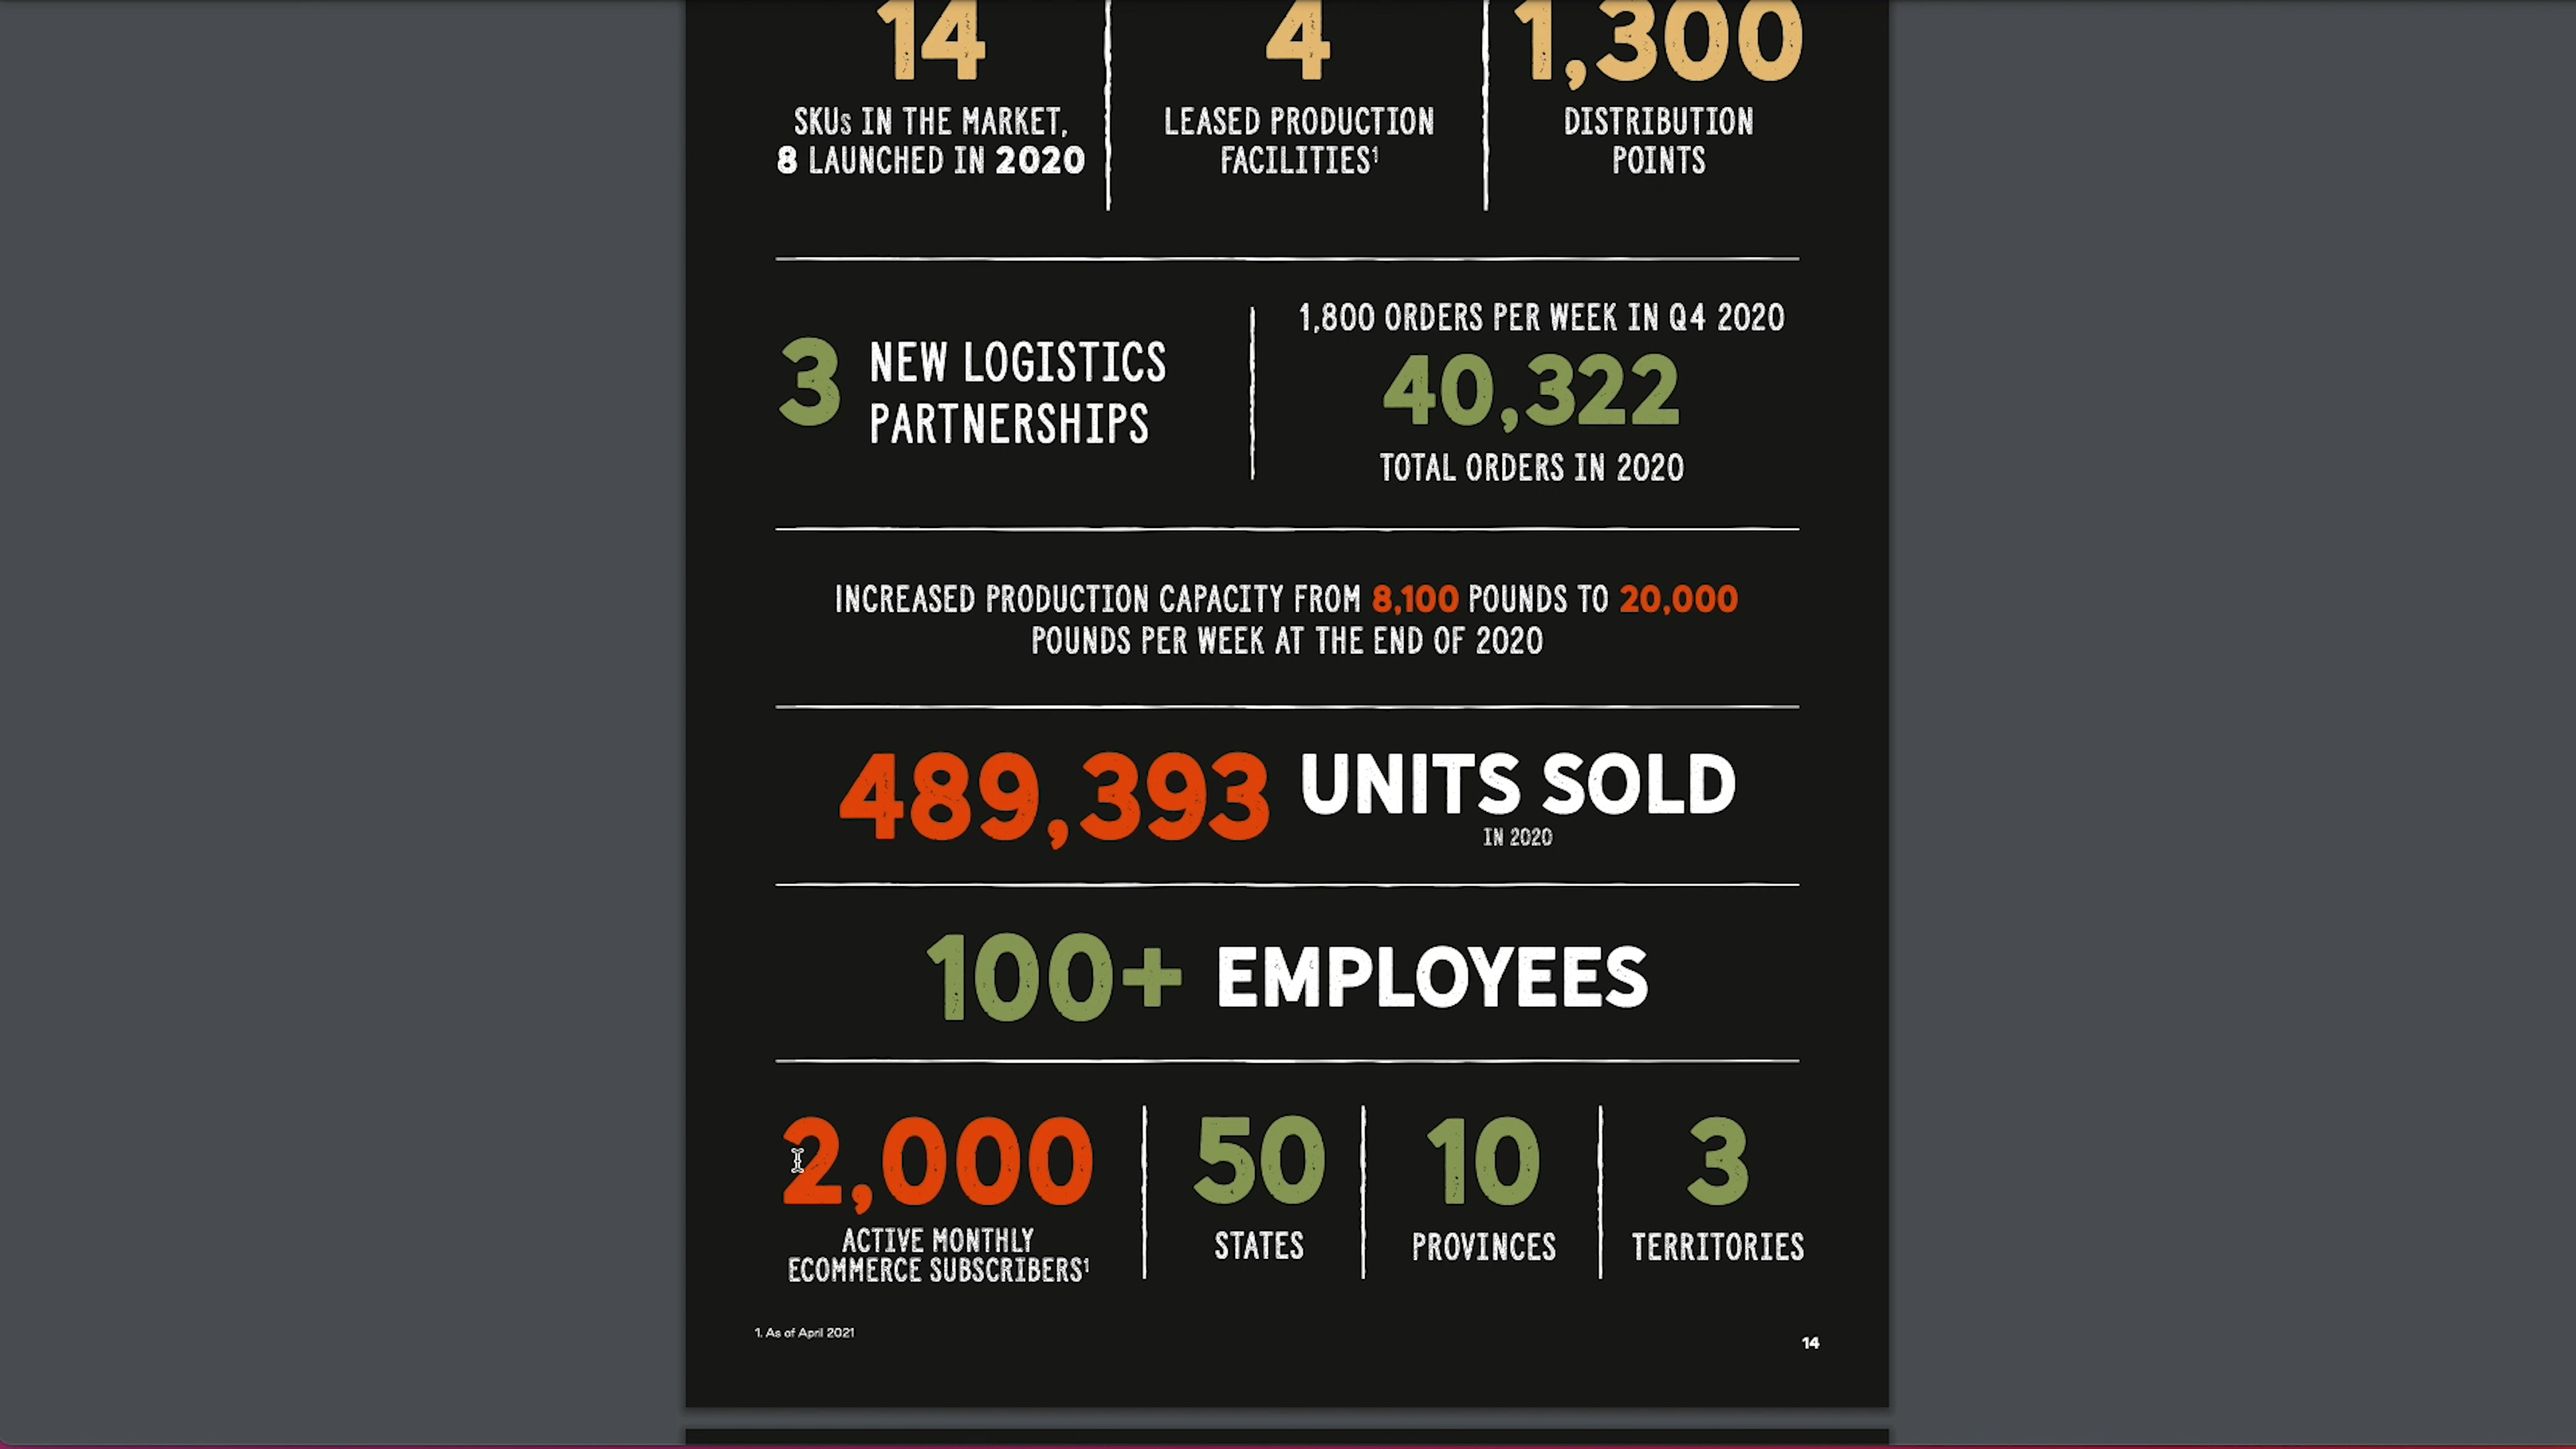 14
SKUs IN THE MARKET,
8 LAUNCHED IN 2020
4
LEASED PRODUCTION
FACILITIES¹
1,300
DISTRIBUTION
POINTS
3 NEW LOGISTICS
PARTNERSHIPS
1,800 ORDERS PER WEEK IN Q4 2020
40,322
TOTAL ORDERS IN 2020
INCREASED PRODUCTION CAPACITY FROM 8,100 POUNDS TO 20,000
POUNDS PER WEEK AT THE END OF 2020
489,393 UNITS SOLD
IN 2020
100+ EMPLOYEES
2,000
ACTIVE MONTHLY
ECOMMERCE SUBSCRIBERS¹
50
STATES
10
PROVINCES
3
TERRITORIES
1. As of April 2021
14